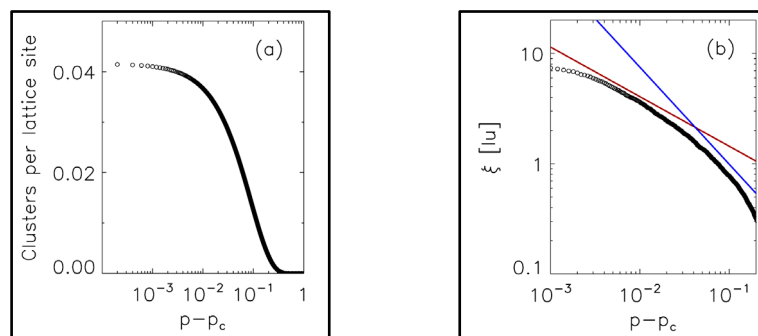 (a)
Clusters per lattice site
0.04
0.02
0.00
10⁻³ 10⁻² 10⁻¹ 1
p−p_c
(b)
ξ [lu]
10
1
0.1
10⁻³ 10⁻² 10⁻¹
p−p_c